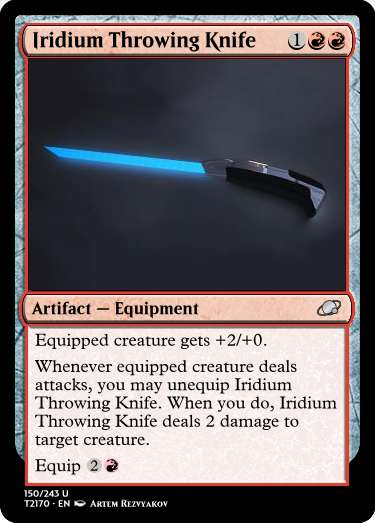 Iridium Throwing Knife 1
Artifact — Equipment
Equipped creature gets +2/+0.
Whenever equipped creature deals
attacks, you may unequip Iridium
Throwing Knife. When you do, Iridium
Throwing Knife deals 2 damage to
target creature.
Equip 2
150/243 U
T2170 · EN Artem Rezvyakov